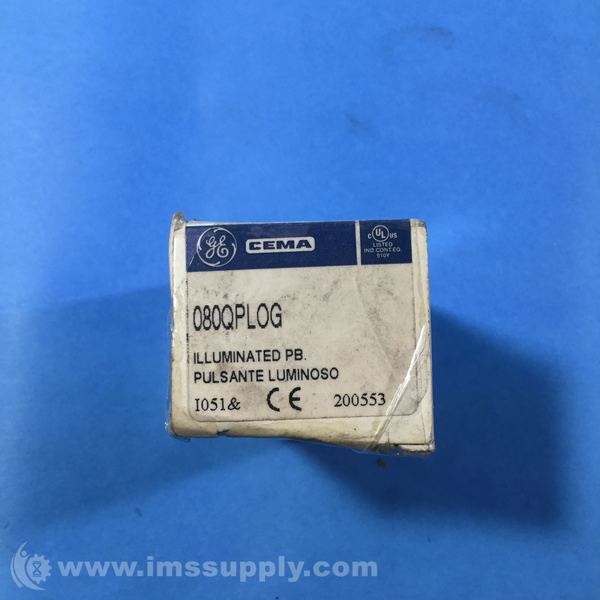 GE CEMA
C UL US
LISTED
IND.CONT.EQ.
910Y
080QPLOG
ILLUMINATED PB.
PULSANTE LUMINOSO
I051& CE 200553
www.imssupply.com